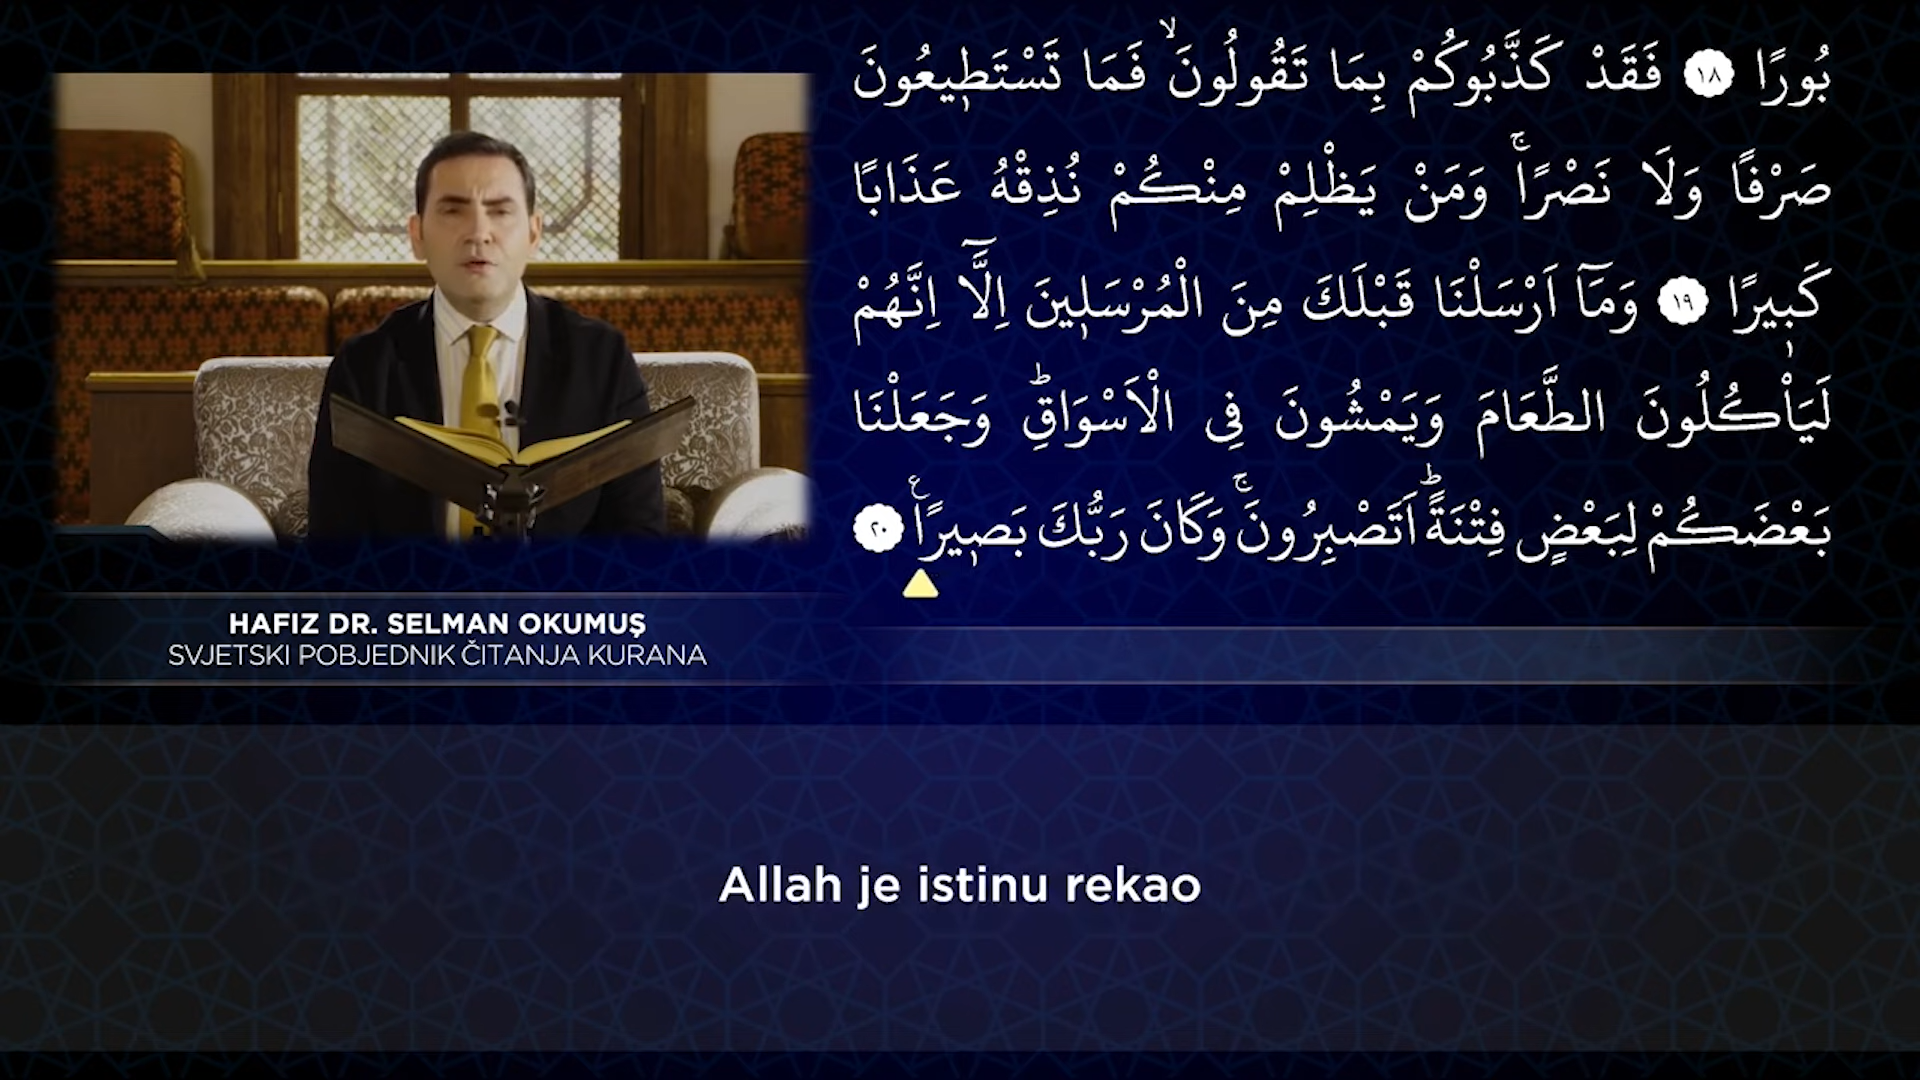 بُورًا ﴿١٨﴾ فَقَدْ كَذَّبُوكُمْ بِمَا تَقُولُونَۙ فَمَا تَسْتَطٖيعُونَ
صَرْفًا وَلَا نَصْرًاۚ وَمَنْ يَظْلِمْ مِنْكُمْ نُذِقْهُ عَذَابًا
كَبٖيرًا ﴿١٩﴾ وَمَٓا اَرْسَلْنَا قَبْلَكَ مِنَ الْمُرْسَلٖينَ اِلَّٓا اِنَّهُمْ
لَيَأْكُلُونَ الطَّعَامَ وَيَمْشُونَ فِى الْاَسْوَاقِؕ وَجَعَلْنَا
بَعْضَكُمْ لِبَعْضٍ فِتْنَةًؕ اَتَصْبِرُونَۚ وَكَانَ رَبُّكَ بَصٖيرًاࣖ ﴿٢٠﴾
HAFIZ DR. SELMAN OKUMUŞ
SVJETSKI POBJEDNIK ČITANJA KURANA
Allah je istinu rekao